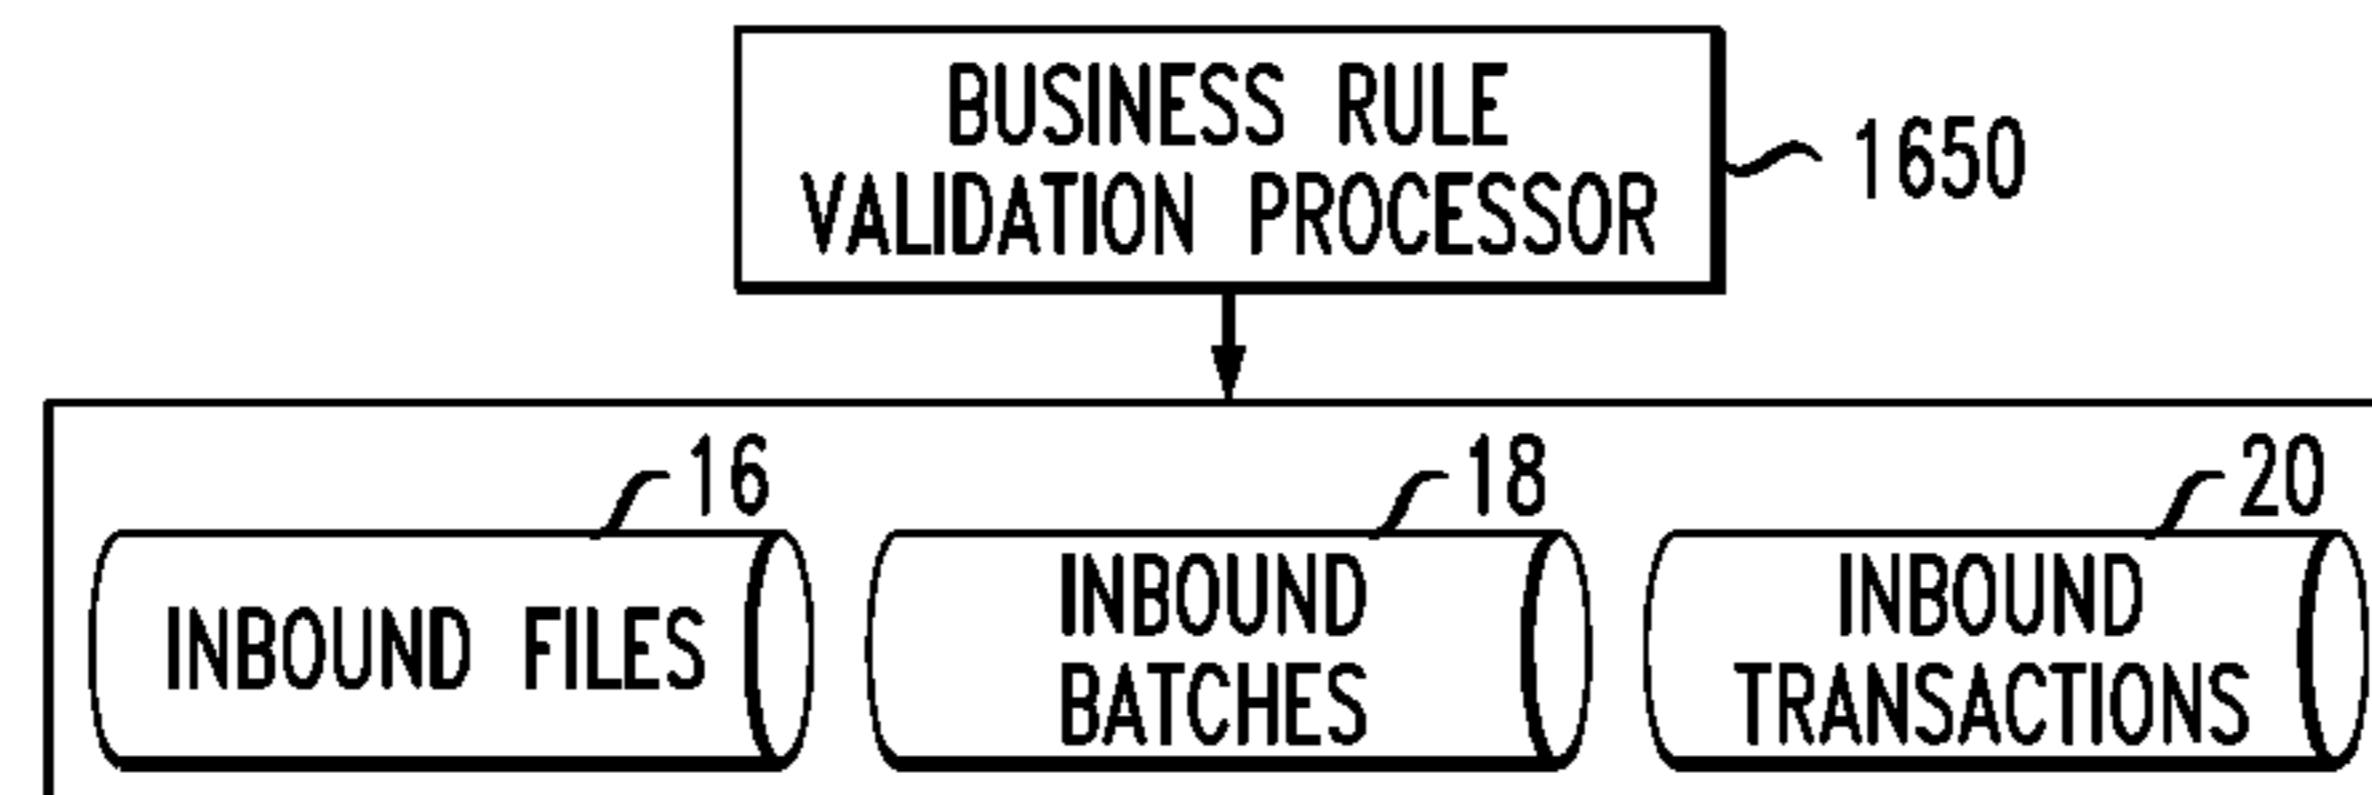 BUSINESS RULE
VALIDATION PROCESSOR
1650
16
18
20
INBOUND FILES
INBOUND
BATCHES
INBOUND
TRANSACTIONS